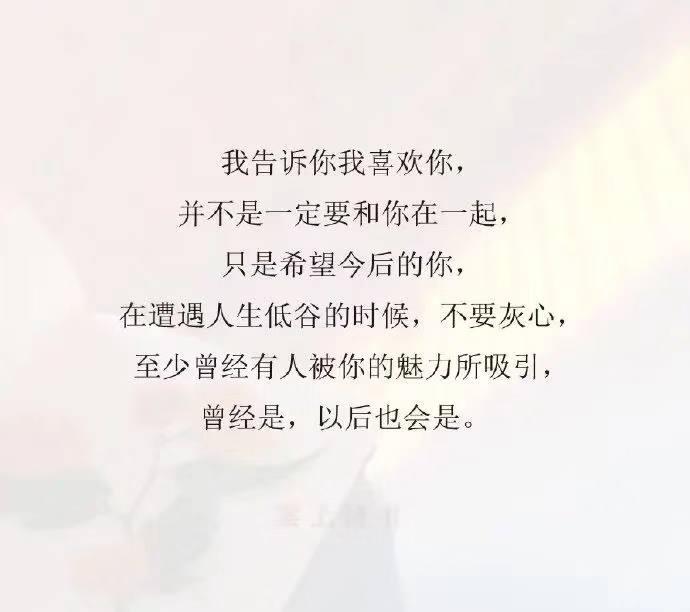 我告诉你我喜欢你，
并不是一定要和你在一起，
只是希望今后的你，
在遭遇人生低谷的时候，不要灰心，
至少曾经有人被你的魅力所吸引，
曾经是，以后也会是。